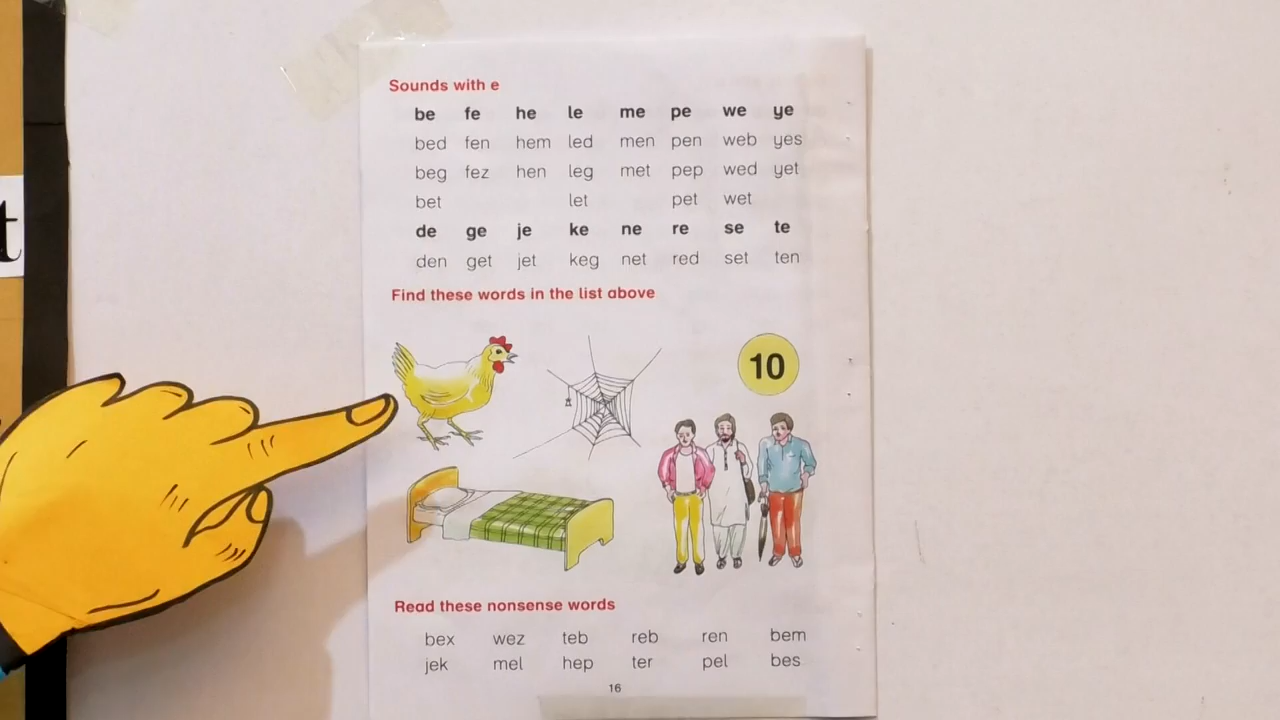 t
Sounds with e
be fe he le me pe we ye
bed fen hem led men pen web yes
beg fez hen leg met pep wed yet
bet let pet wet
de ge je ke ne re se te
den get jet keg net red set ten
Find these words in the list above
10
Read these nonsense words
bex wez teb reb ren bem
jek mel hep ter pel bes
16